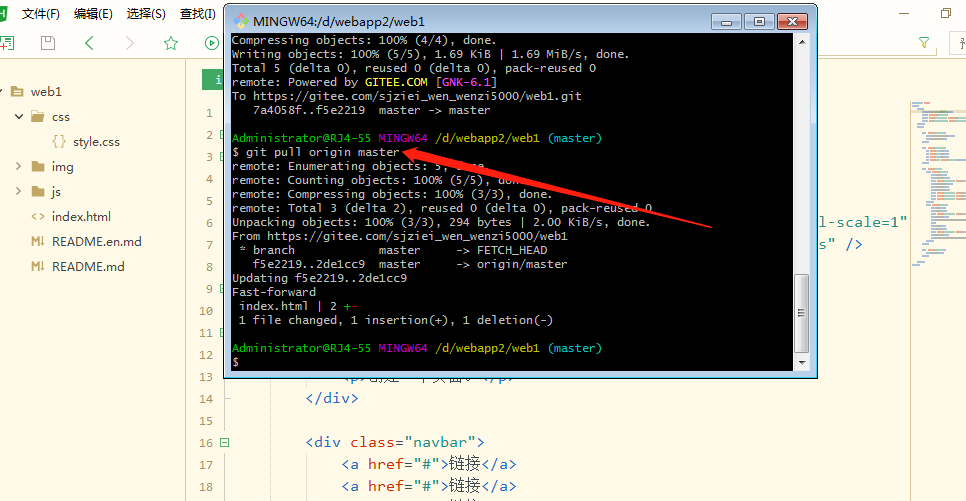 文件(F) 编辑(E) 选择(S) 查找(I)
MINGW64:/d/webapp2/web1
Compressing objects: 100% (4/4), done.
Writing objects: 100% (5/5), 1.69 KiB | 1.69 MiB/s, done.
Total 5 (delta 0), reused 0 (delta 0), pack-reused 0
remote: Powered by GITEE.COM [GNK-6.1]
To https://gitee.com/sjziei_wen_wenzi5000/web1.git
7a4058f..f5e2219 master -> master
Administrator@RJ4-55 MINGW64 /d/webapp2/web1 (master)
$ git pull origin master
remote: Enumerating objects: 5, done.
remote: Counting objects: 100% (5/5), done.
remote: Compressing objects: 100% (3/3), done.
remote: Total 3 (delta 2), reused 0 (delta 0), pack-reused 0
Unpacking objects: 100% (3/3), 294 bytes | 2.00 KiB/s, done.
From https://gitee.com/sjziei_wen_wenzi5000/web1
* branch master -> FETCH_HEAD
f5e2219..2de1cc9 master -> origin/master
Updating f5e2219..2de1cc9
Fast-forward
index.html | 2 +-
1 file changed, 1 insertion(+), 1 deletion(-)
Administrator@RJ4-55 MINGW64 /d/webapp2/web1 (master)
$
web1
css
{} style.css
img
js
<> index.html
README.en.md
README.md
1
2
3
4
5
6
7
8
9
10
11
12
13
14 </div>
15
16 <div class="navbar">
17 <a href="#">链接</a>
18 <a href="#">链接</a>
l-scale=1"
s" />